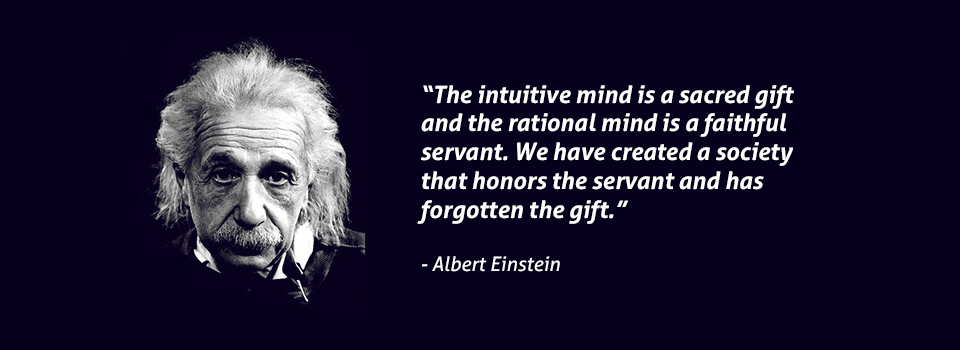 “The intuitive mind is a sacred gift
and the rational mind is a faithful
servant. We have created a society
that honors the servant and has
forgotten the gift.”
- Albert Einstein